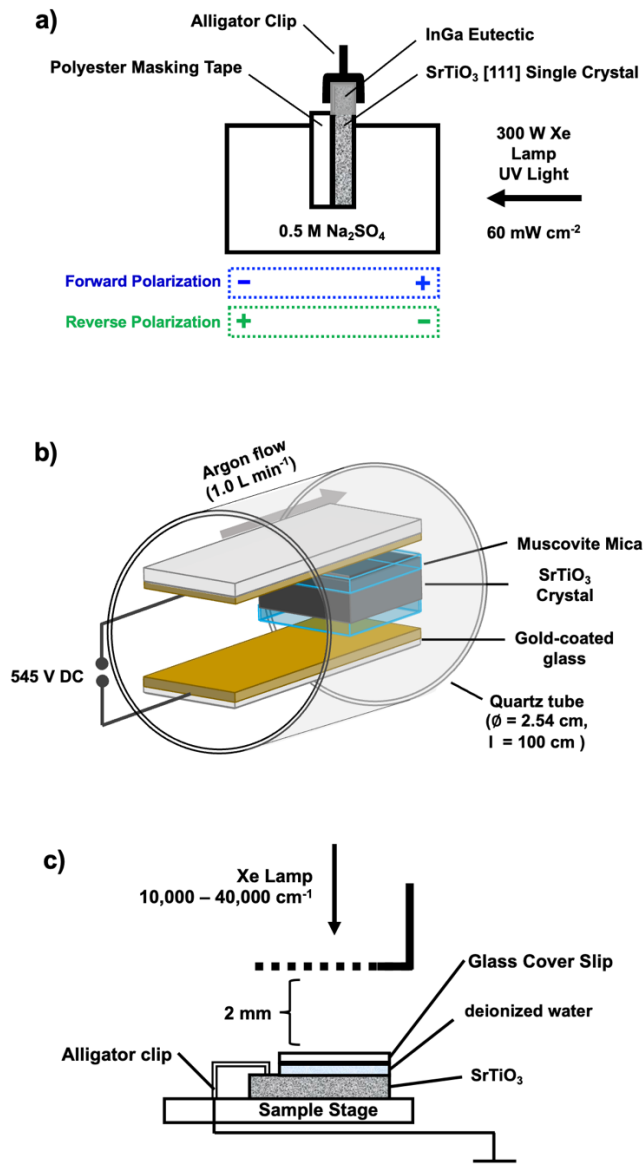 a)
Alligator Clip
InGa Eutectic
Polyester Masking Tape
SrTiO₃ [111] Single Crystal
300 W Xe
Lamp
UV Light
0.5 M Na₂SO₄
60 mW cm⁻²
Forward Polarization
− +
Reverse Polarization
+ −
b)
Argon flow
(1.0 L min⁻¹)
Muscovite Mica
SrTiO₃
Crystal
Gold-coated
glass
545 V DC
Quartz tube
(ø = 2.54 cm,
l = 100 cm )
c)
Xe Lamp
10,000 – 40,000 cm⁻¹
Glass Cover Slip
2 mm
deionized water
Alligator clip
SrTiO₃
Sample Stage